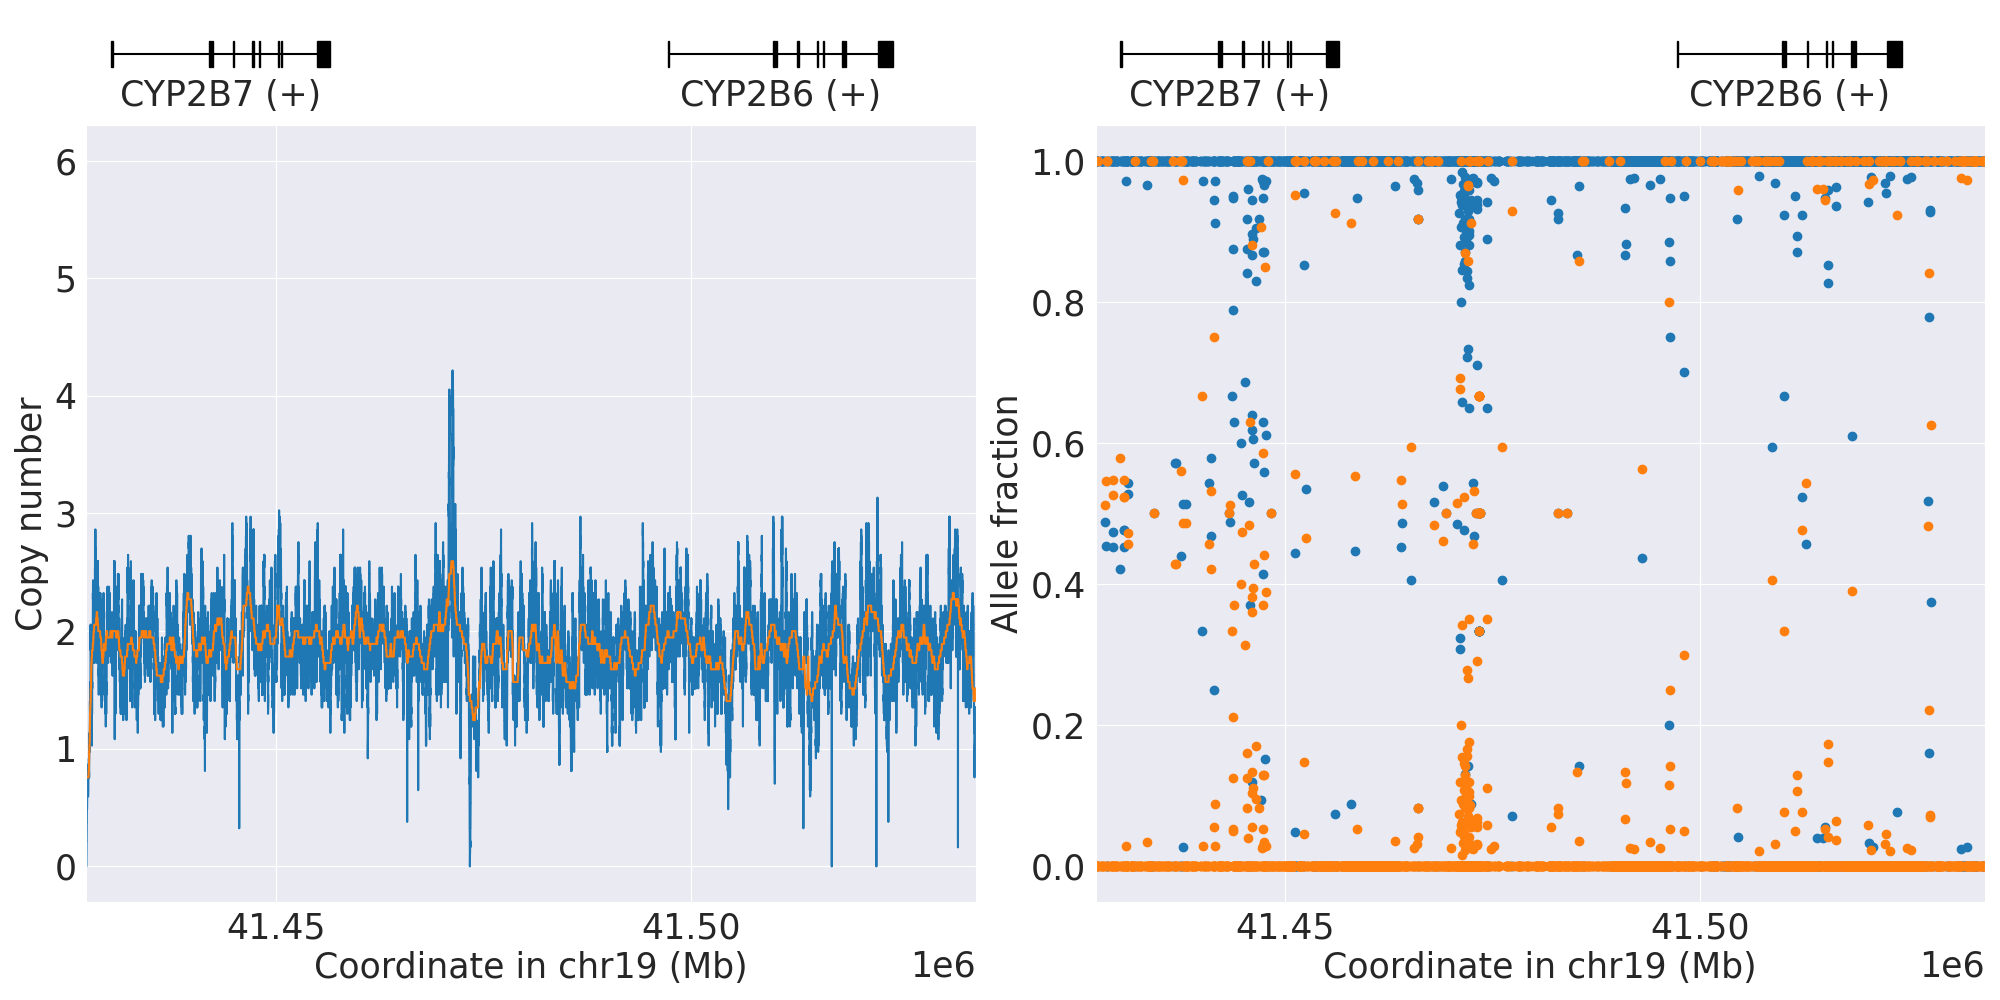 CYP2B7 (+)
CYP2B6 (+)
CYP2B7 (+)
CYP2B6 (+)
6
5
4
3
2
1
0
Copy number
41.45
41.50
Coordinate in chr19 (Mb)
1e6
1.0
0.8
0.6
0.4
0.2
0.0
Allele fraction
41.45
41.50
Coordinate in chr19 (Mb)
1e6